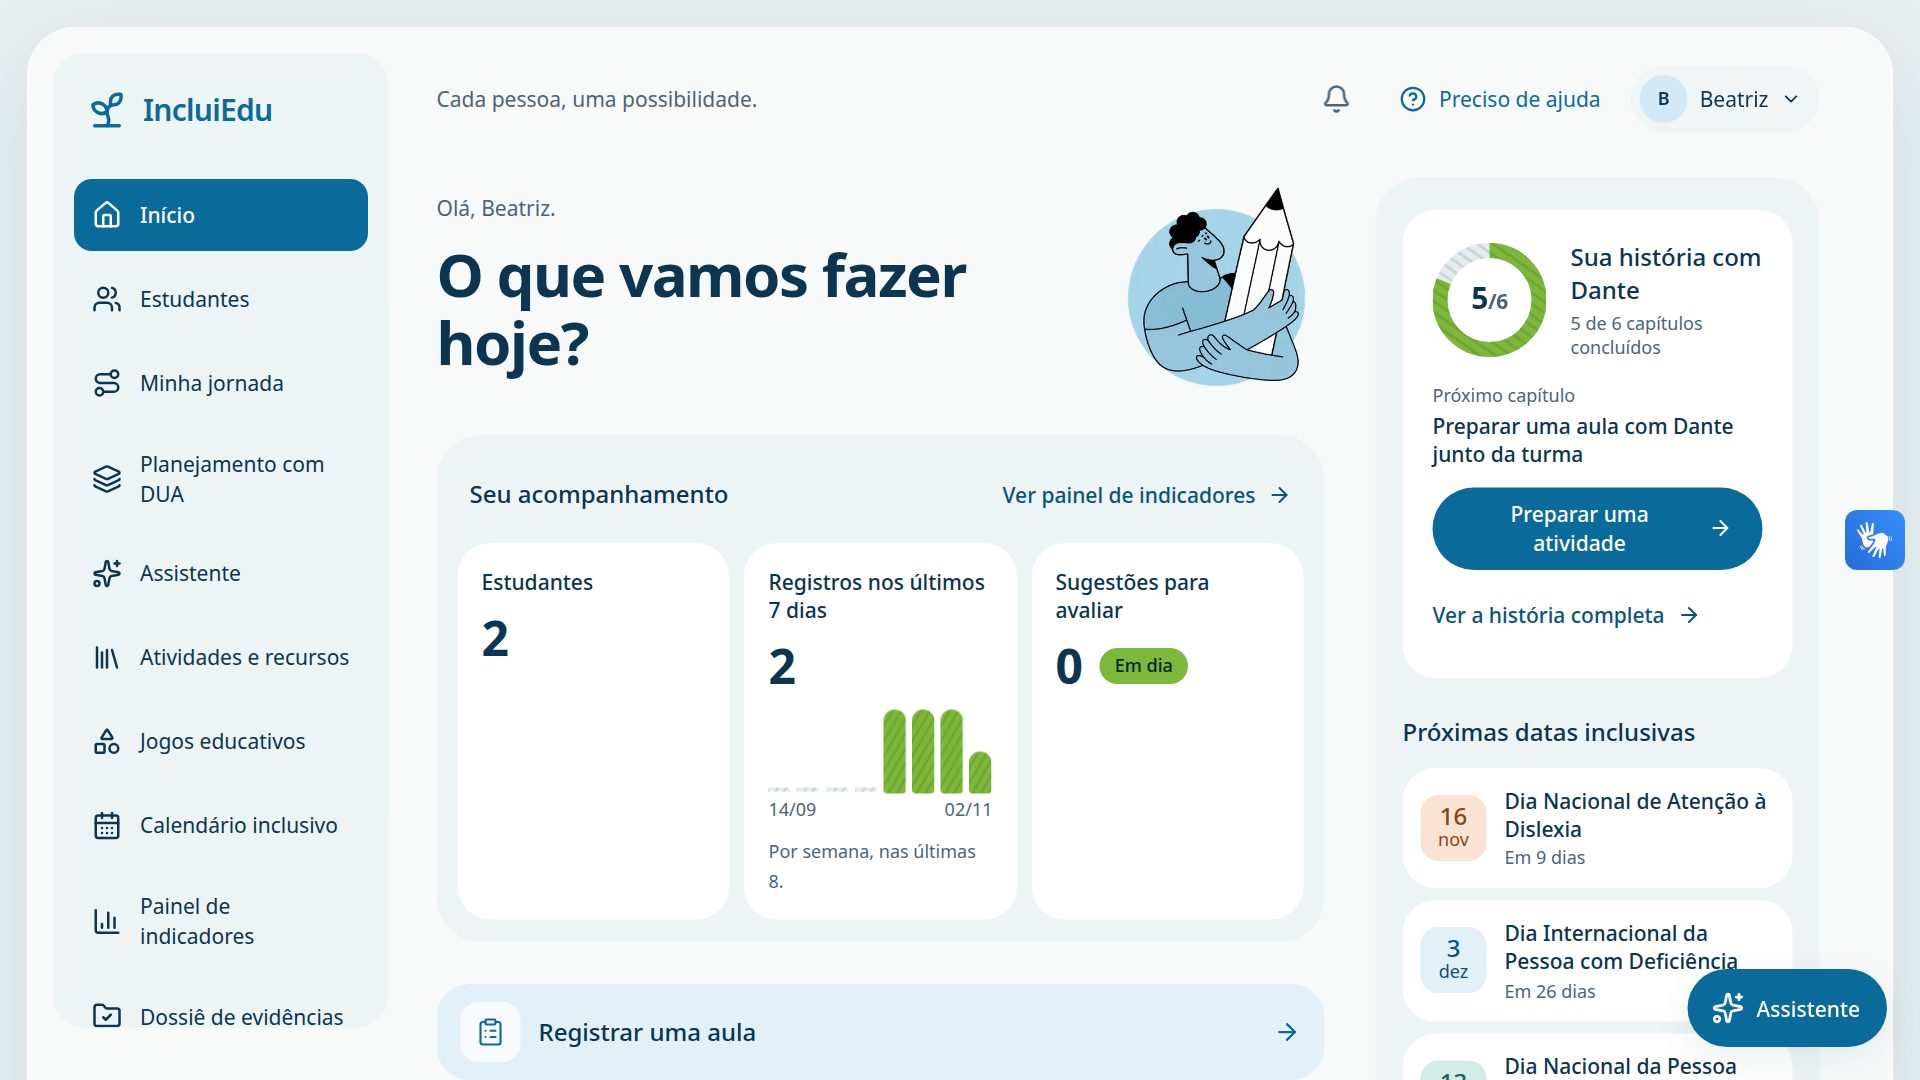 IncluiEdu
Início
Estudantes
Minha jornada
Planejamento com
DUA
Assistente
Atividades e recursos
Jogos educativos
Calendário inclusivo
Painel de
indicadores
Dossiê de evidências
Cada pessoa, uma possibilidade.
Preciso de ajuda
B
Beatriz
Olá, Beatriz.
O que vamos fazer
hoje?
Seu acompanhamento
Ver painel de indicadores
Estudantes
2
Registros nos últimos
7 dias
2
14/09
02/11
Por semana, nas últimas
8.
Sugestões para
avaliar
0
Em dia
Registrar uma aula
5/6
Sua história com
Dante
5 de 6 capítulos
concluídos
Próximo capítulo
Preparar uma aula com Dante
junto da turma
Preparar uma
atividade
Ver a história completa
Próximas datas inclusivas
16
nov
Dia Nacional de Atenção à
Dislexia
Em 9 dias
3
dez
Dia Internacional da
Pessoa com Deficiência
Em 26 dias
Dia Nacional da Pessoa
Assistente